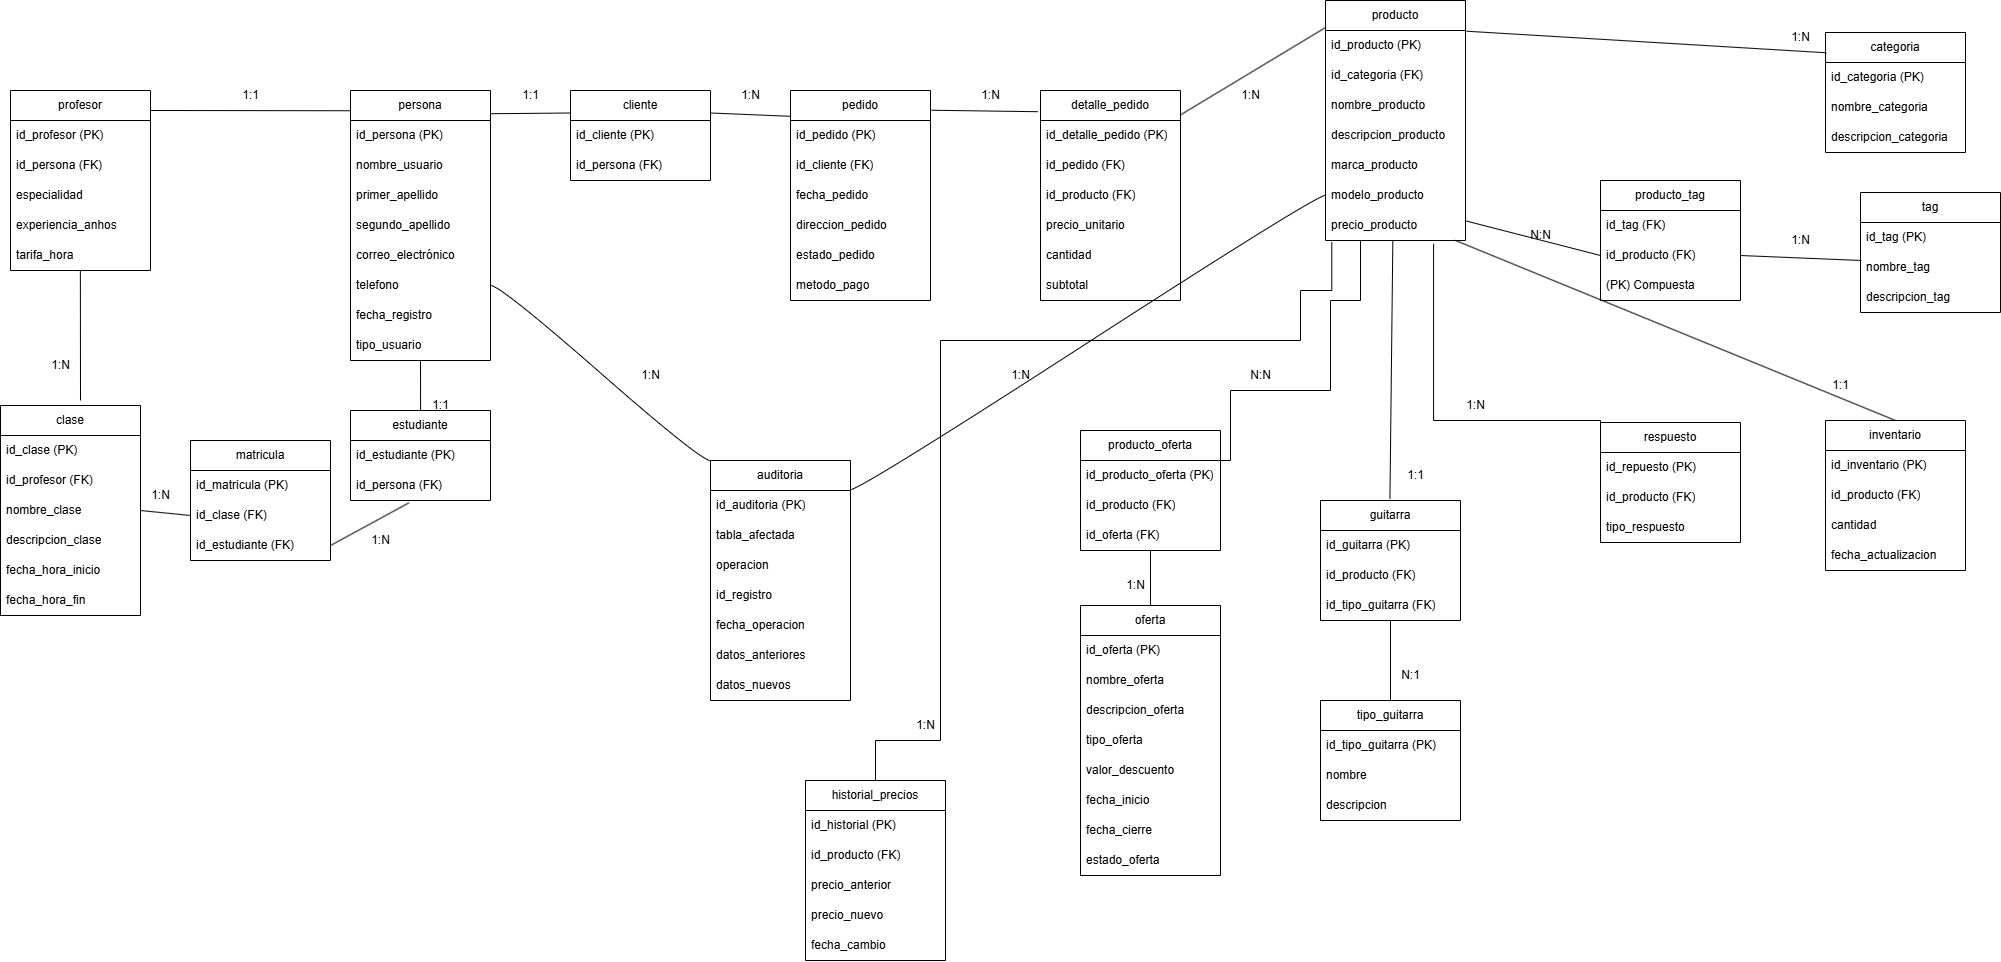 producto
id_producto (PK)
id_categoria (FK)
nombre_producto
descripcion_producto
marca_producto
modelo_producto
precio_producto
1:N
categoria
id_categoria (PK)
nombre_categoria
descripcion_categoria
profesor
id_profesor (PK)
id_persona (FK)
especialidad
experiencia_anhos
tarifa_hora
1:1
persona
id_persona (PK)
nombre_usuario
primer_apellido
segundo_apellido
correo_electrónico
telefono
fecha_registro
tipo_usuario
1:1
cliente
id_cliente (PK)
id_persona (FK)
1:N
pedido
id_pedido (PK)
id_cliente (FK)
fecha_pedido
direccion_pedido
estado_pedido
metodo_pago
1:N
detalle_pedido
id_detalle_pedido (PK)
id_pedido (FK)
id_producto (FK)
precio_unitario
cantidad
subtotal
1:N
producto_tag
id_tag (FK)
id_producto (FK)
(PK) Compuesta
N:N
1:N
tag
id_tag (PK)
nombre_tag
descripcion_tag
1:N
1:N
1:N
N:N
1:N
1:1
1:1
clase
id_clase (PK)
id_profesor (FK)
nombre_clase
descripcion_clase
fecha_hora_inicio
fecha_hora_fin
1:N
matricula
id_matricula (PK)
id_clase (FK)
id_estudiante (FK)
1:N
estudiante
id_estudiante (PK)
id_persona (FK)
auditoria
id_auditoria (PK)
tabla_afectada
operacion
id_registro
fecha_operacion
datos_anteriores
datos_nuevos
producto_oferta
id_producto_oferta (PK)
id_producto (FK)
id_oferta (FK)
1:N
oferta
id_oferta (PK)
nombre_oferta
descripcion_oferta
tipo_oferta
valor_descuento
fecha_inicio
fecha_cierre
estado_oferta
1:1
guitarra
id_guitarra (PK)
id_producto (FK)
id_tipo_guitarra (FK)
N:1
tipo_guitarra
id_tipo_guitarra (PK)
nombre
descripcion
respuesto
id_repuesto (PK)
id_producto (FK)
tipo_respuesto
inventario
id_inventario (PK)
id_producto (FK)
cantidad
fecha_actualizacion
1:N
historial_precios
id_historial (PK)
id_producto (FK)
precio_anterior
precio_nuevo
fecha_cambio